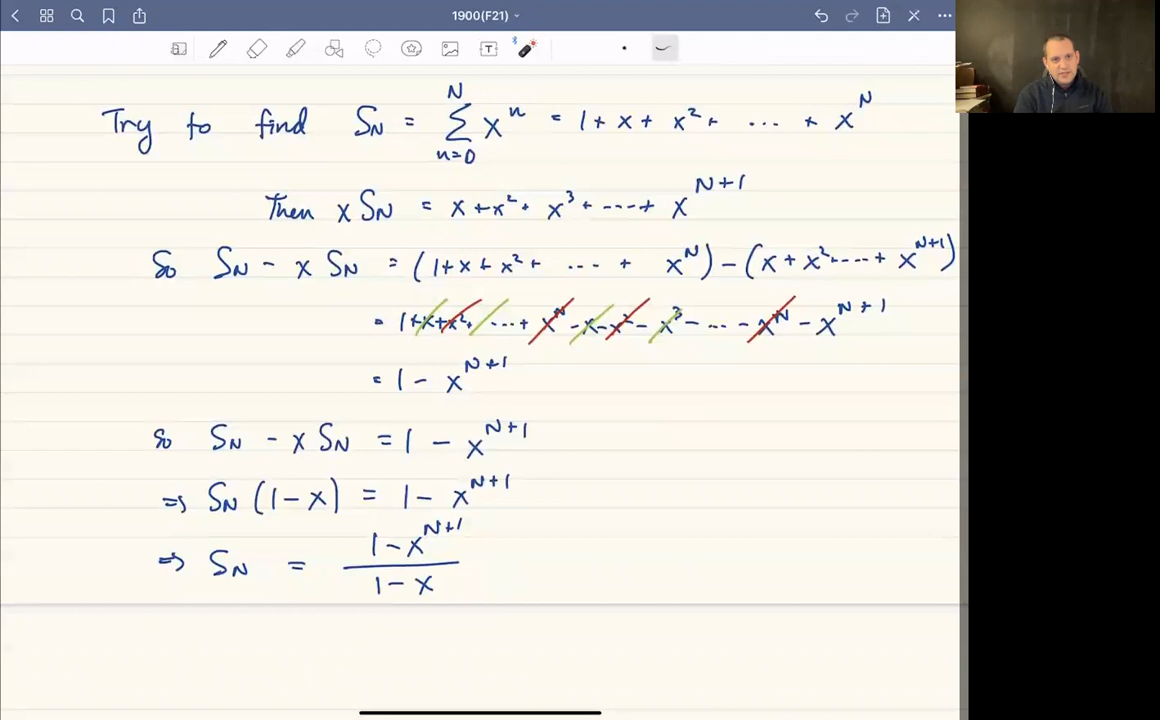 1900(F21)
Try to find S_N = Σ_{n=0}^{N} x^n = 1 + x + x^2 + ... + x^N
Then x S_N = x + x^2 + x^3 + .... + x^{N+1}
So S_N - x S_N = (1 + x + x^2 + ... + x^N) - (x + x^2 + .... + x^{N+1})
= 1 + x + x^2 + ... + x^N - x - x^2 - x^3 - ... - x^N - x^{N+1}
= 1 - x^{N+1}
So S_N - x S_N = 1 - x^{N+1}
⇒ S_N (1 - x) = 1 - x^{N+1}
⇒ S_N = \frac{1 - x^{N+1}}{1 - x}